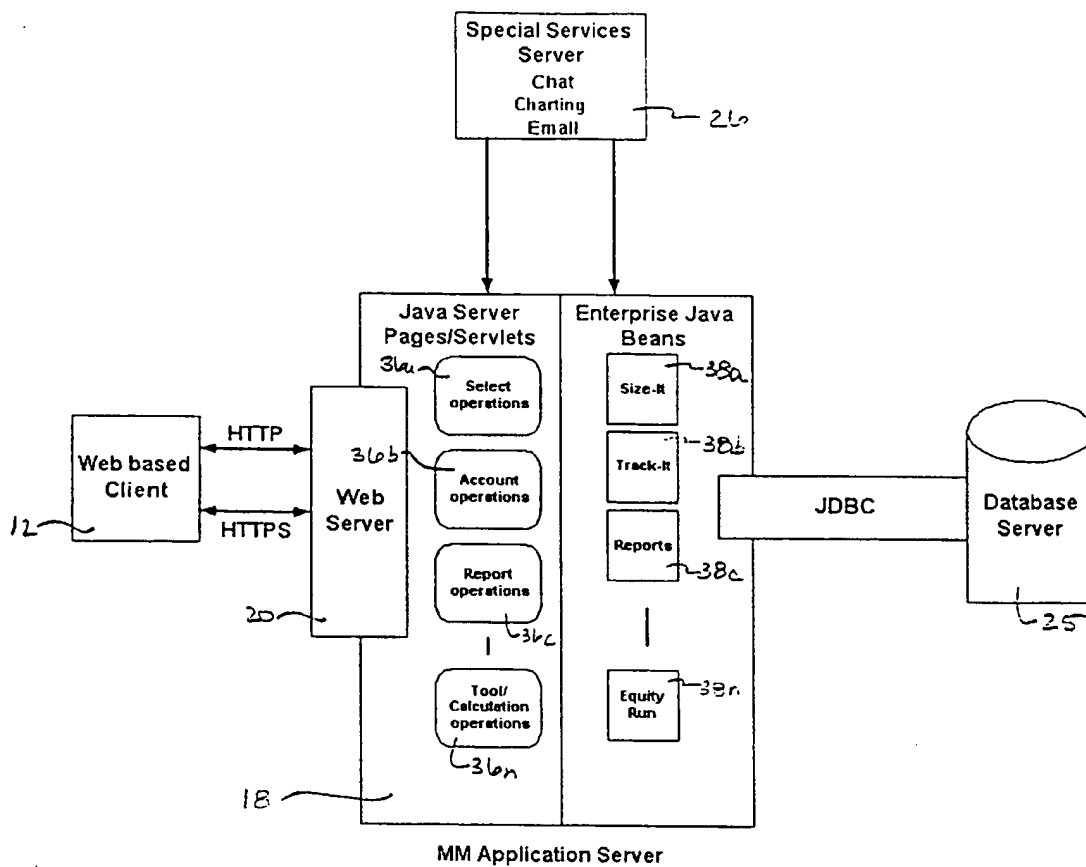 Special Services
Server
Chat
Charting
Email
26
Java Server
Pages/Servlets
Enterprise Java
Beans
36a
Select
operations
38a
Size-It
HTTP
Web based
Client
HTTPS
12
Web
Server
20
36b
Account
operations
38b
Track-It
JDBC
Database
Server
25
Report
operations
36c
Reports
38c
Tool/
Calculation
operations
36n
Equity
Run
38n
18
MM Application Server